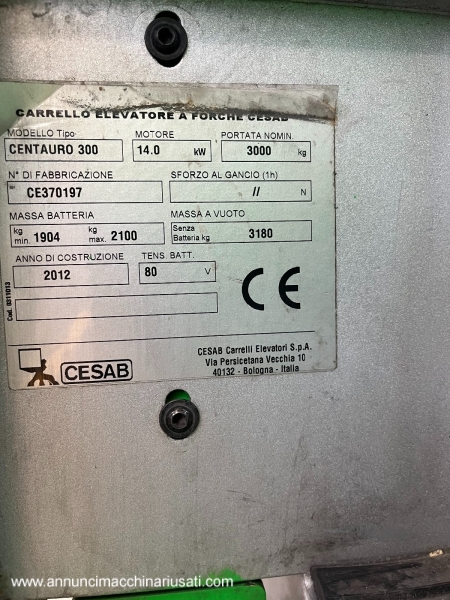 CARRELLO ELEVATORE A FORCHE CESAB
MODELLO Tipo MOTORE PORTATA NOMIN.
CENTAURO 300 14.0 kW 3000 kg
N° DI FABBRICAZIONE SFORZO AL GANCIO (1h)
CE370197 // N
MASSA BATTERIA MASSA A VUOTO
kg min. 1904 kg max. 2100 Senza Batteria kg 3180
ANNO DI COSTRUZIONE TENS. BATT.
2012 80 V
CE
Cod. 0311013
CESAB
CESAB Carrelli Elevatori S.p.A.
Via Persicetana Vecchia 10
40132 - Bologna - Italia
www.annuncimacchinariusati.com